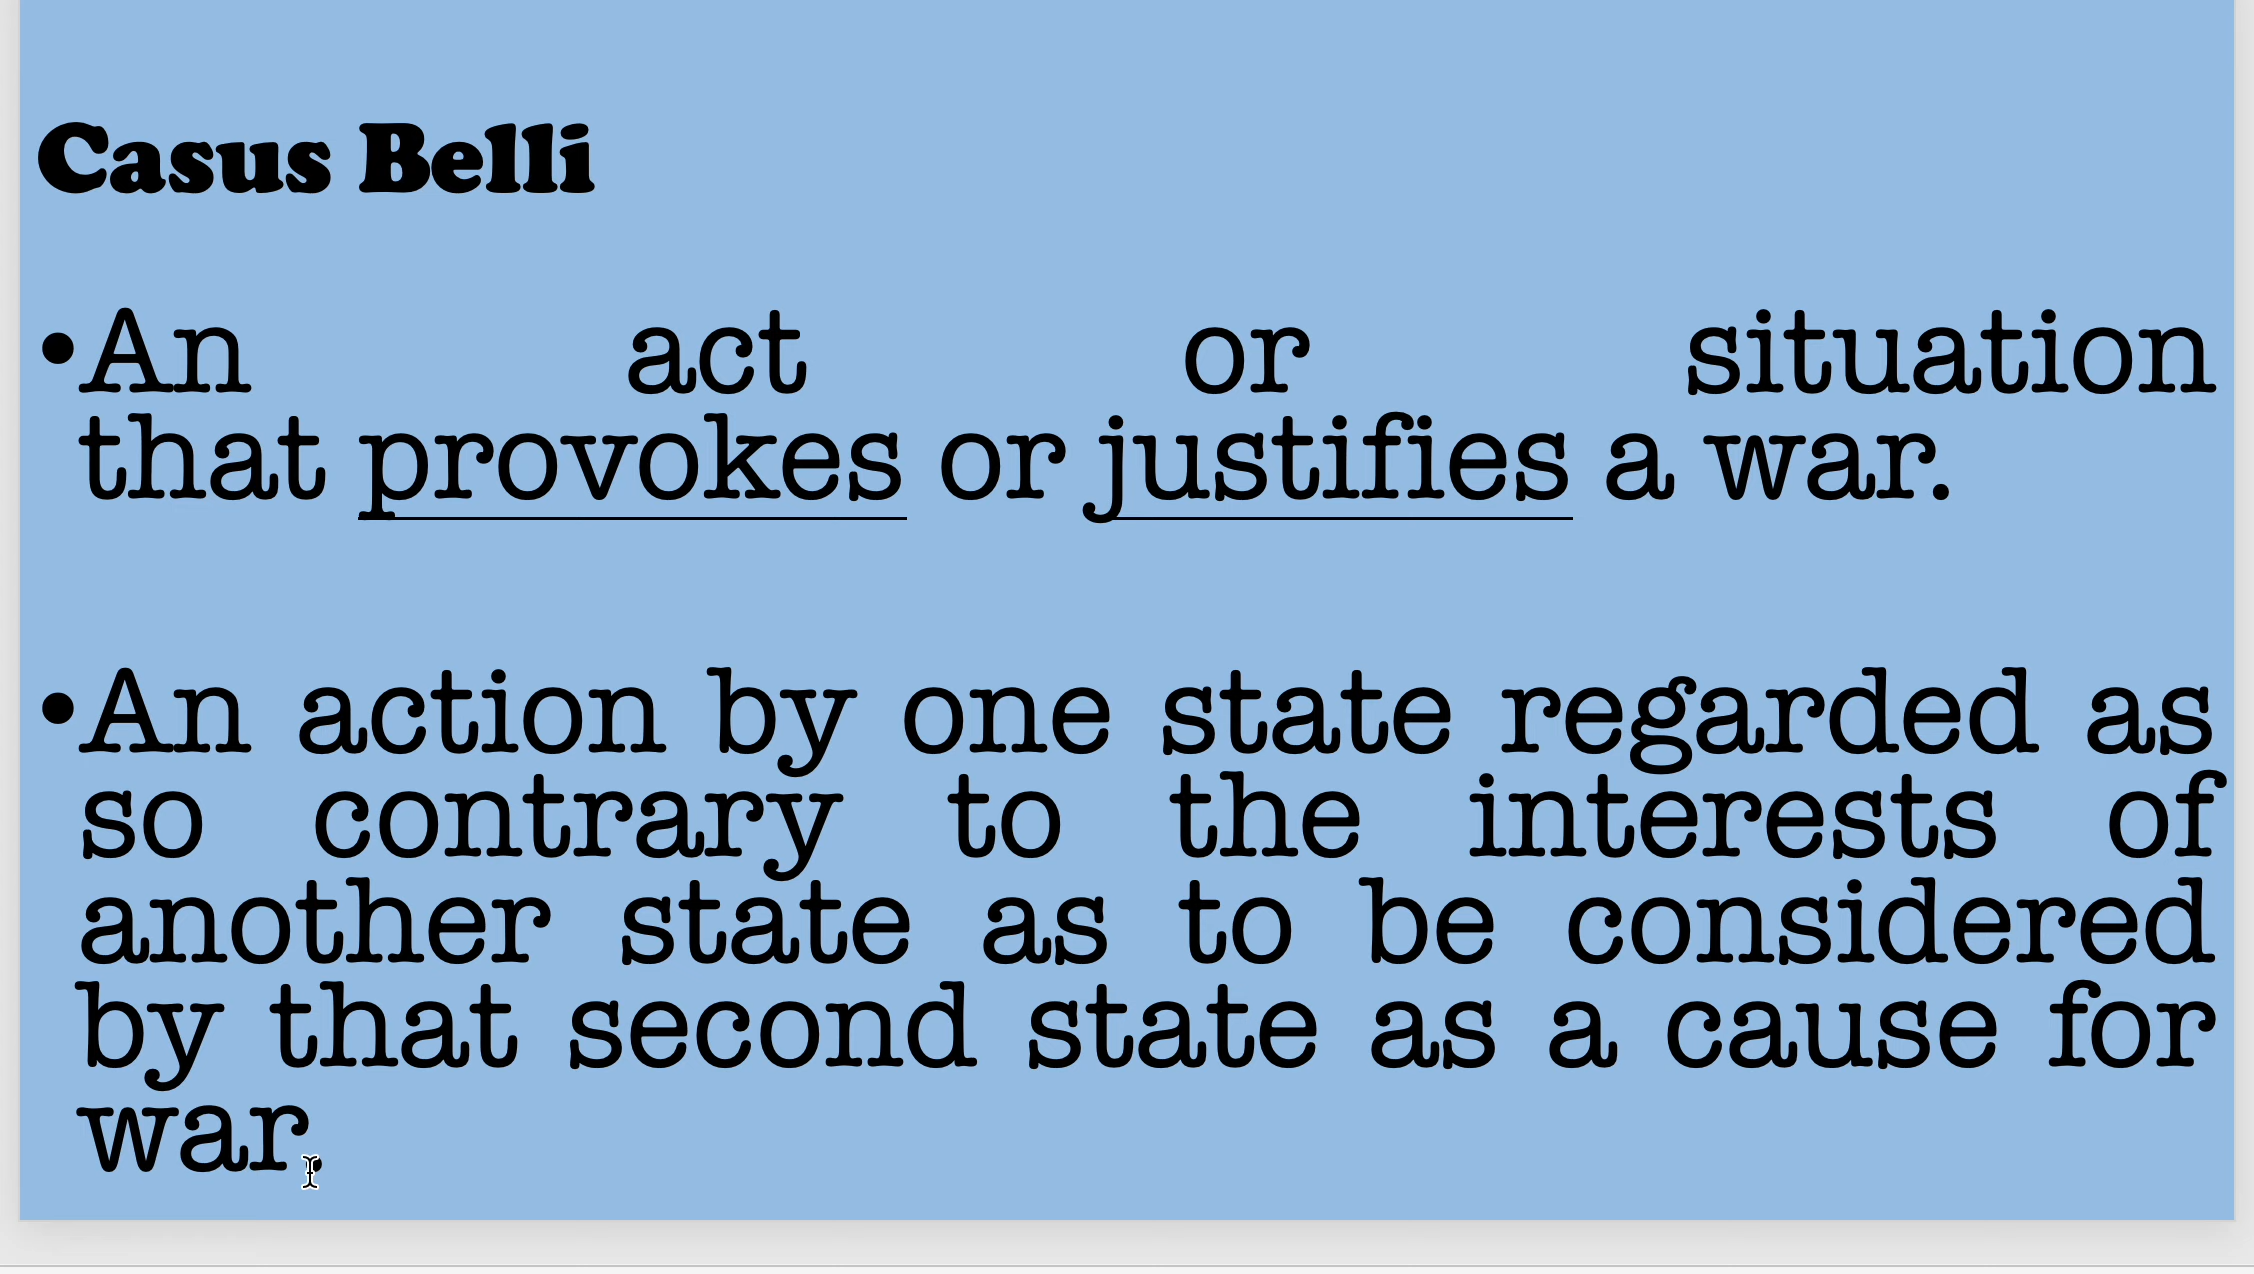 Casus Belli
•An act or situation
that provokes or justifies a war.
•An action by one state regarded as
so contrary to the interests of
another state as to be considered
by that second state as a cause for
war.